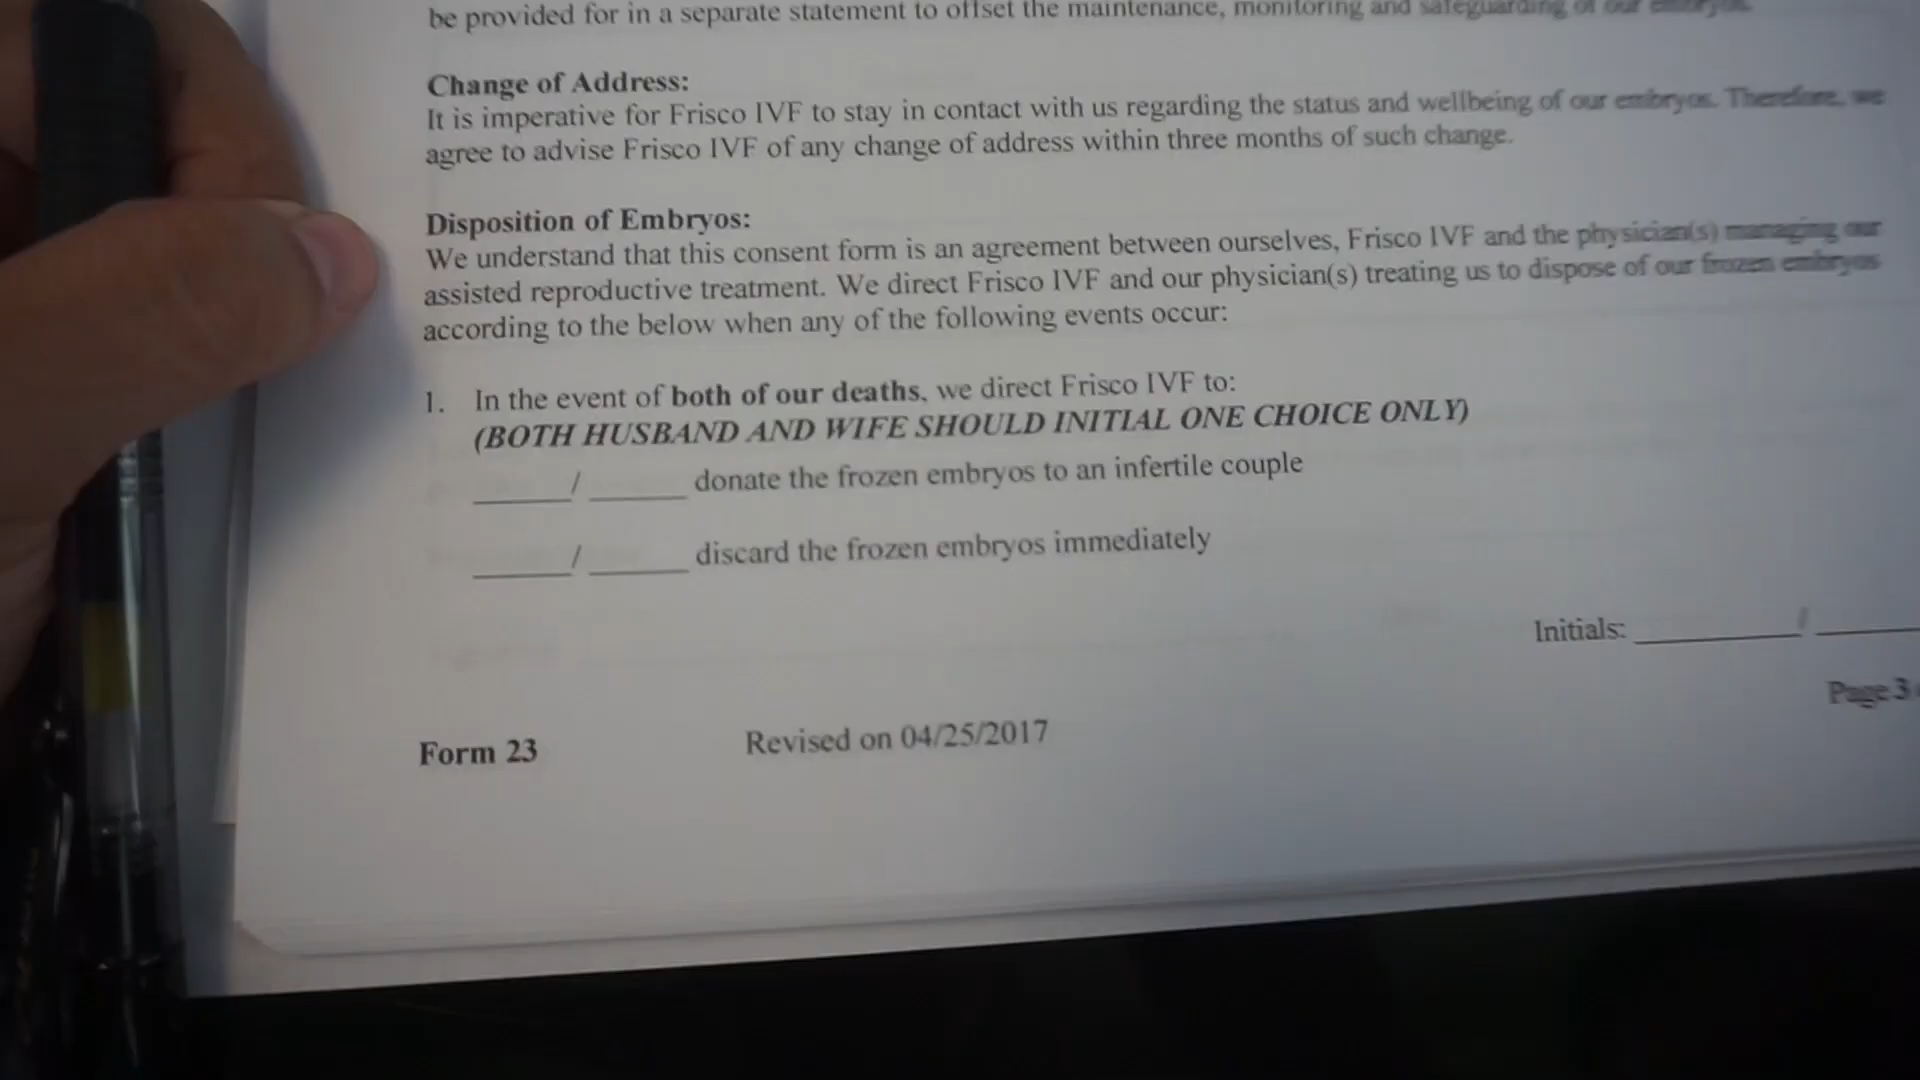 be provided for in a separate statement to offset the maintenance, monitoring and safeguarding of our embryos.
Change of Address:
It is imperative for Frisco IVF to stay in contact with us regarding the status and wellbeing of our embryos. Therefore, we
agree to advise Frisco IVF of any change of address within three months of such change.
Disposition of Embryos:
We understand that this consent form is an agreement between ourselves, Frisco IVF and the physician(s) managing our
assisted reproductive treatment. We direct Frisco IVF and our physician(s) treating us to dispose of our frozen embryos
according to the below when any of the following events occur:
1. In the event of both of our deaths, we direct Frisco IVF to:
(BOTH HUSBAND AND WIFE SHOULD INITIAL ONE CHOICE ONLY)
______/______ donate the frozen embryos to an infertile couple
______/______ discard the frozen embryos immediately
Initials: __________/______
Page 3
Form 23 Revised on 04/25/2017